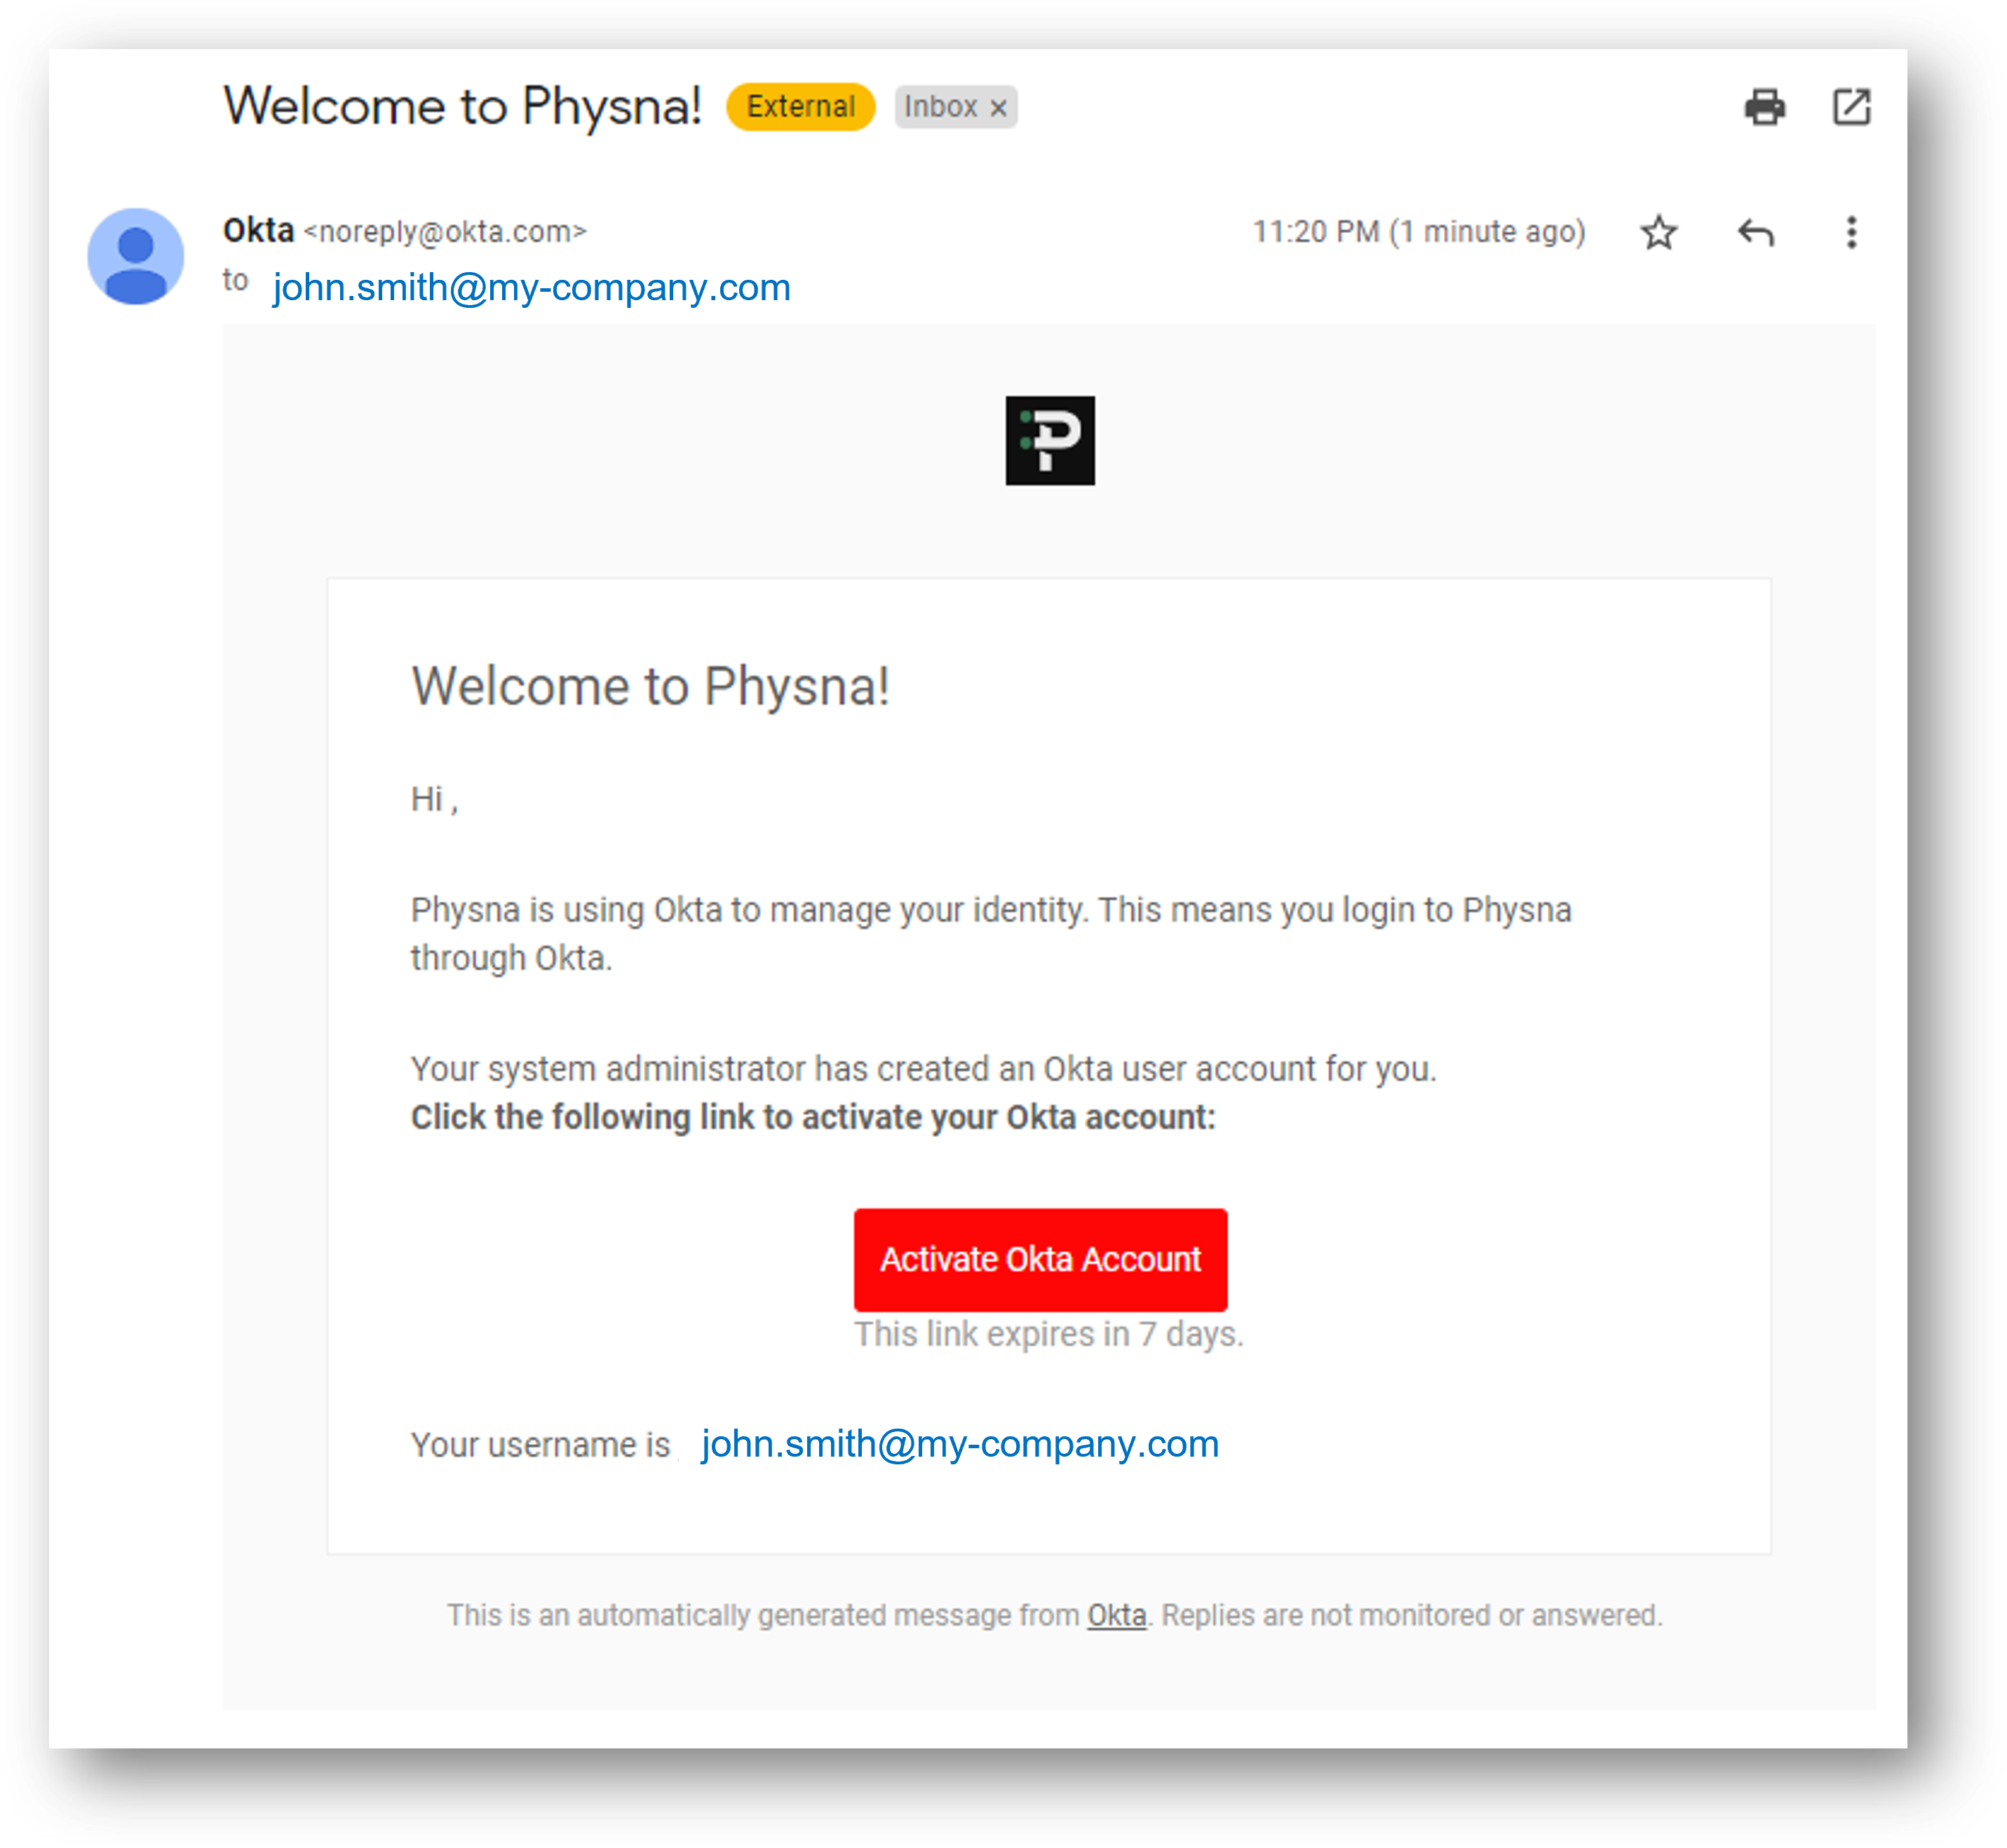 Welcome to Physna! External Inbox ×
Okta <noreply@okta.com> 11:20 PM (1 minute ago)
to john.smith@my-company.com
P
Welcome to Physna!
Hi ,
Physna is using Okta to manage your identity. This means you login to Physna
through Okta.
Your system administrator has created an Okta user account for you.
Click the following link to activate your Okta account:
Activate Okta Account
This link expires in 7 days.
Your username is john.smith@my-company.com
This is an automatically generated message from Okta. Replies are not monitored or answered.